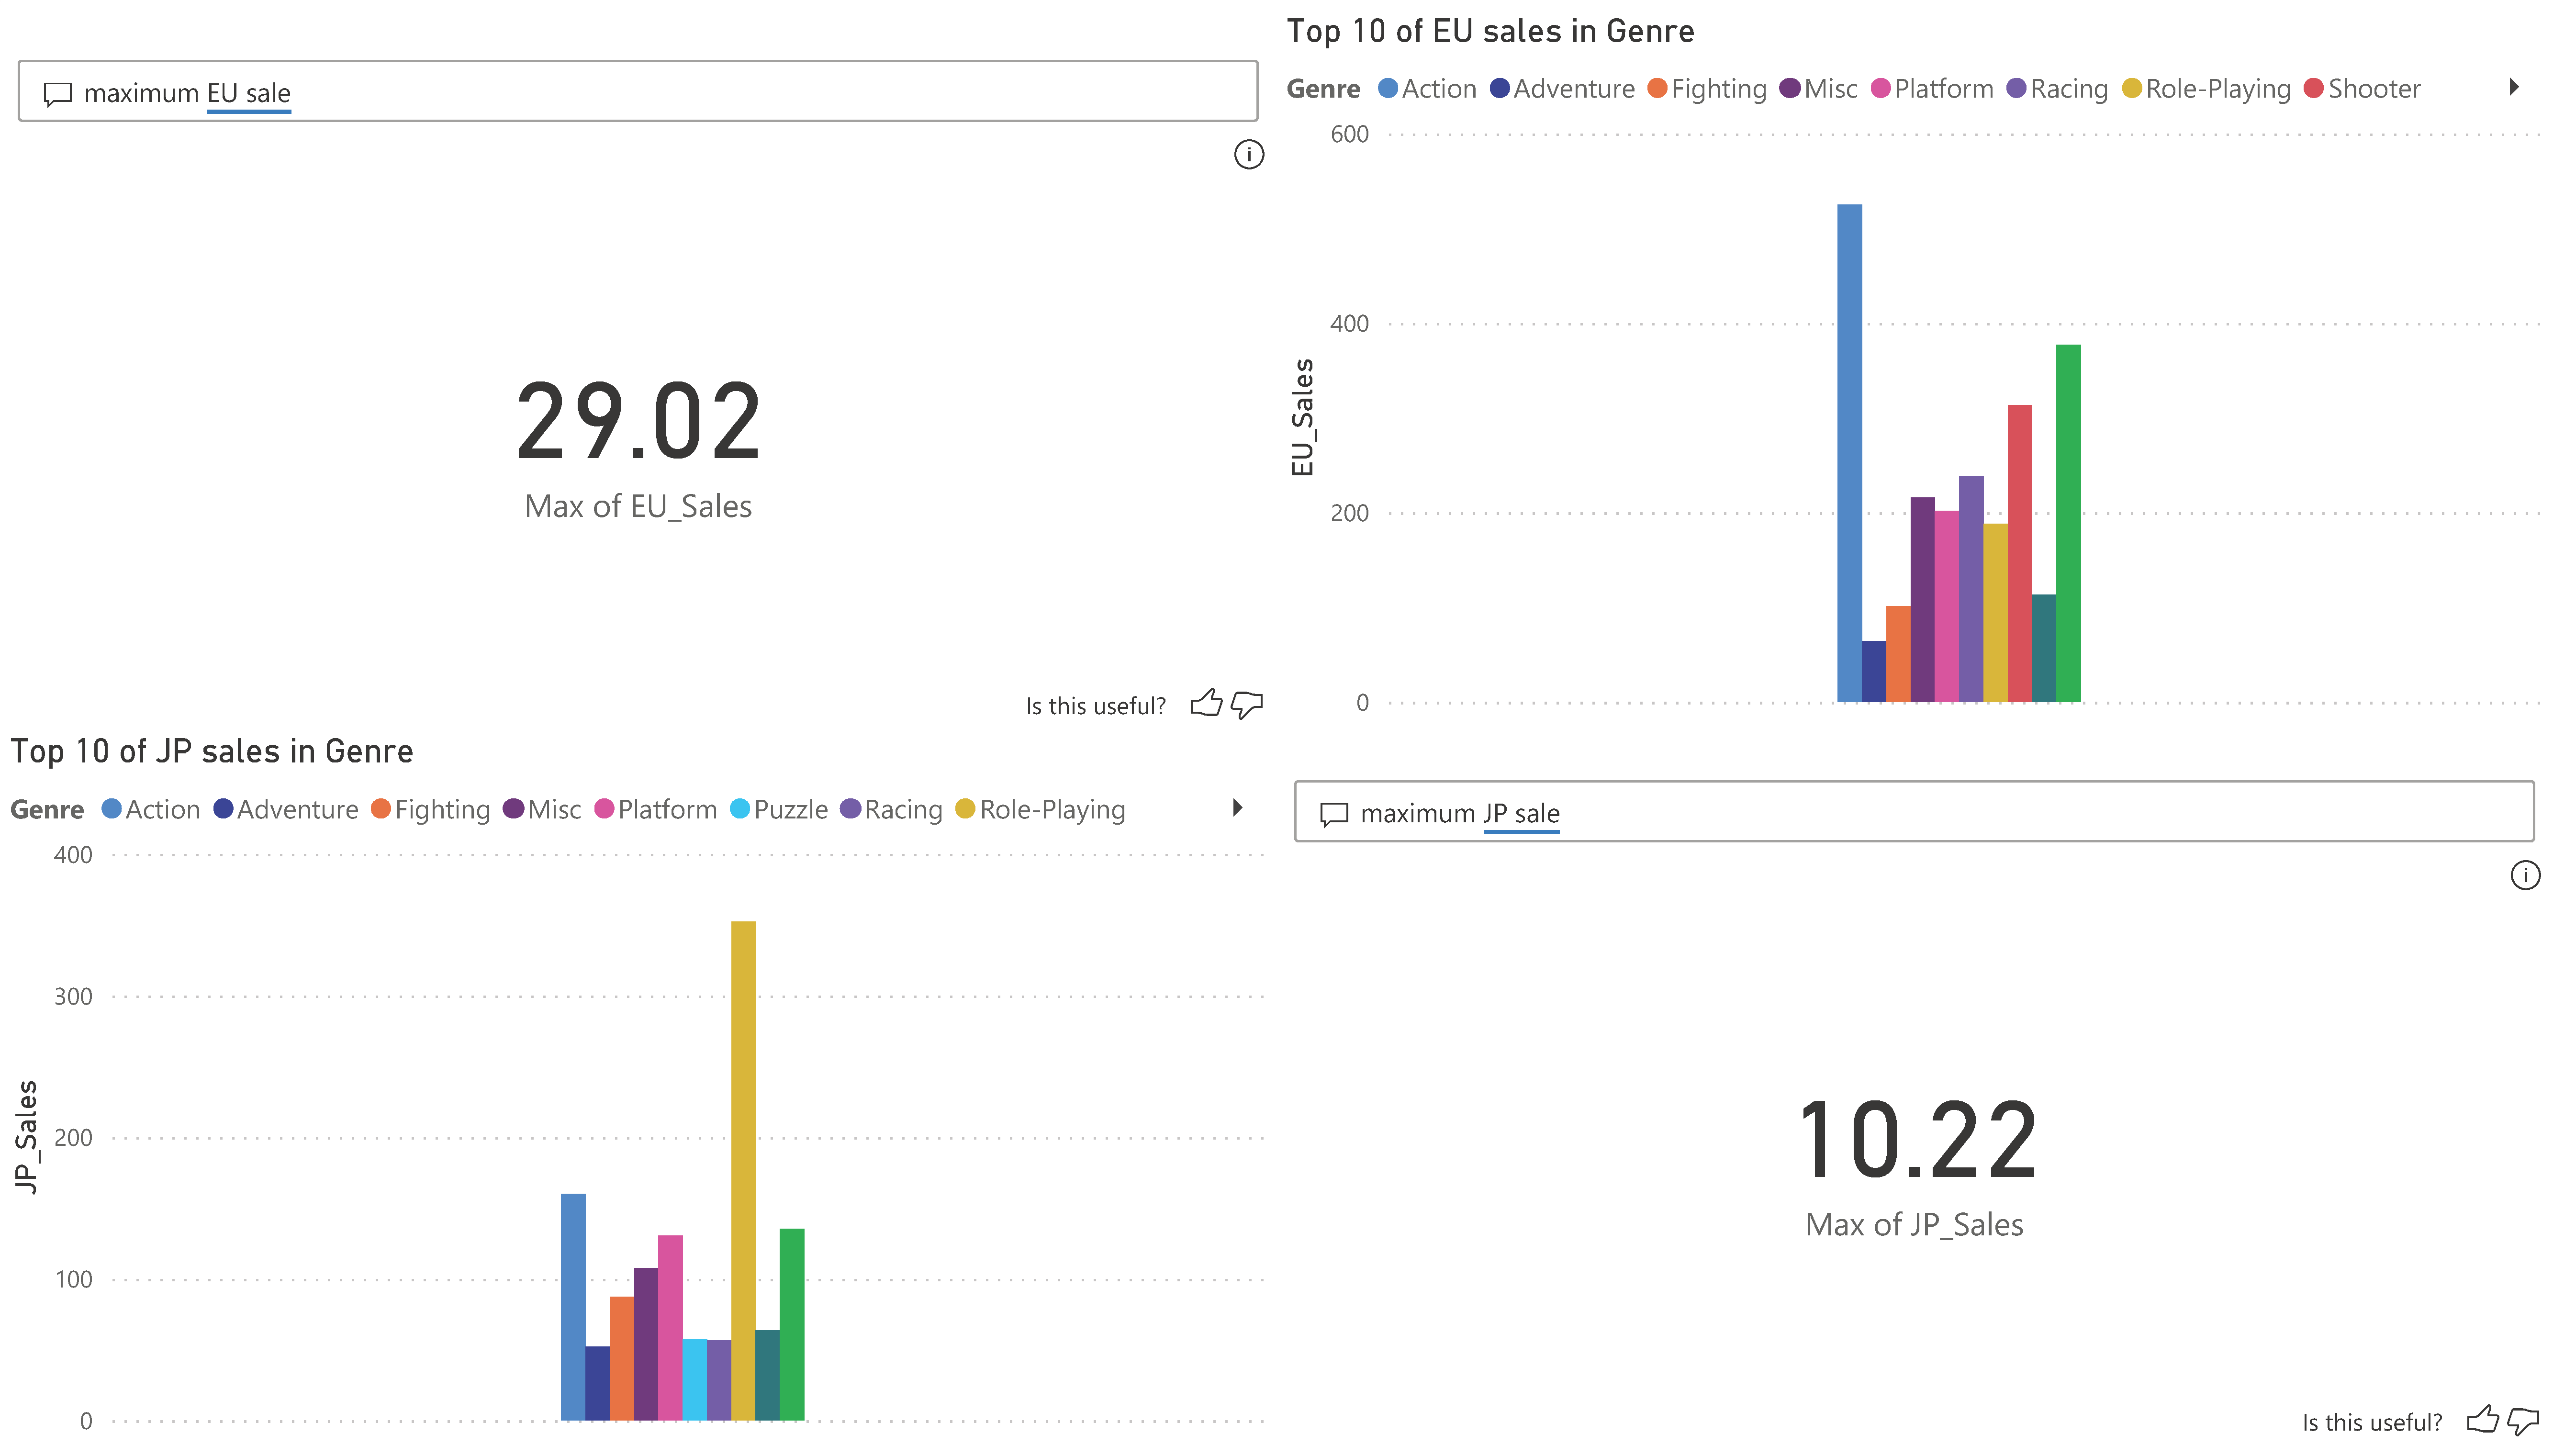 maximum EU sale
29.02
Max of EU_Sales
Is this useful?
Top 10 of EU sales in Genre
Genre Action Adventure Fighting Misc Platform Racing Role-Playing Shooter
EU_Sales
600
400
200
0
Top 10 of JP sales in Genre
Genre Action Adventure Fighting Misc Platform Puzzle Racing Role-Playing
JP_Sales
400
300
200
100
0
maximum JP sale
10.22
Max of JP_Sales
Is this useful?